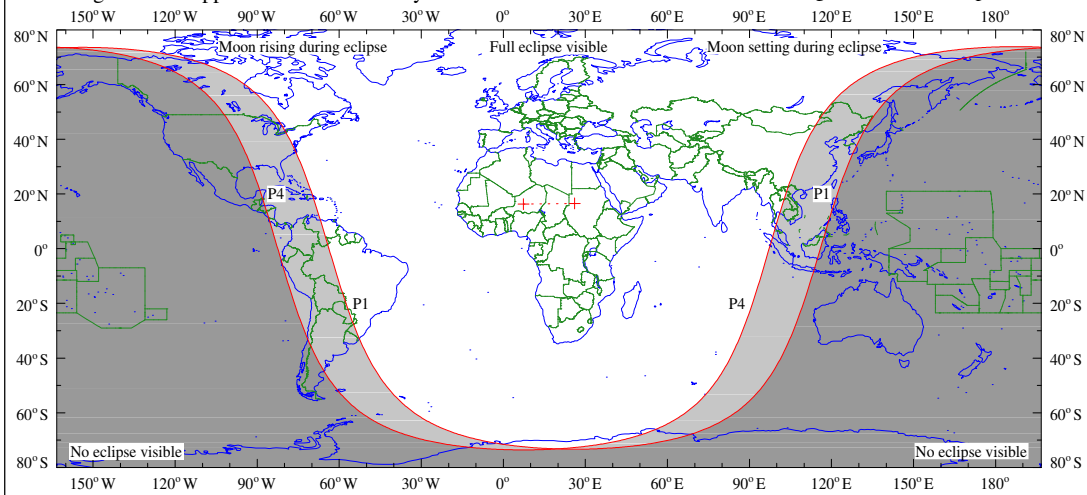 150° W 120° W 90° W 60° W 30° W 0° 30° E 60° E 90° E 120° E 150° E 180°
80° N 80° N
Moon rising during eclipse Full eclipse visible Moon setting during eclipse
60° N 60° N
40° N 40° N
20° N P4 P1 20° N
0° 0°
20° S P1 P4 20° S
40° S 40° S
60° S 60° S
No eclipse visible No eclipse visible
80° S 80° S
150° W 120° W 90° W 60° W 30° W 0° 30° E 60° E 90° E 120° E 150° E 180°